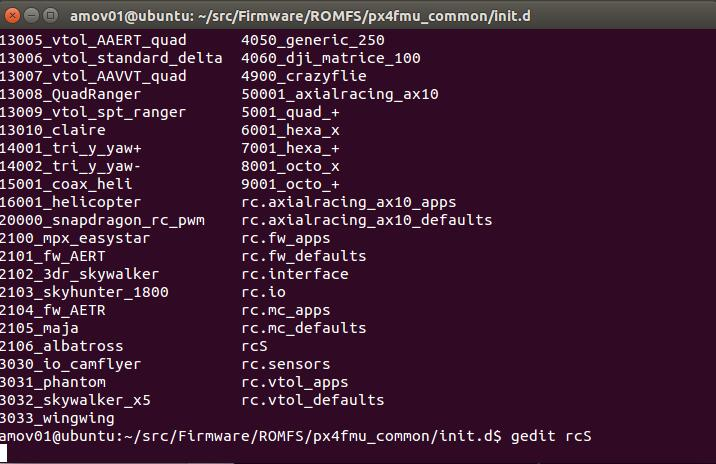 amov01@ubuntu: ~/src/Firmware/ROMFS/px4fmu_common/init.d
13005_vtol_AAERT_quad 4050_generic_250
13006_vtol_standard_delta 4060_dji_matrice_100
13007_vtol_AAVVT_quad 4900_crazyflie
13008_QuadRanger 50001_axialracing_ax10
13009_vtol_spt_ranger 5001_quad_+
13010_claire 6001_hexa_x
14001_tri_y_yaw+ 7001_hexa_+
14002_tri_y_yaw- 8001_octo_x
15001_coax_heli 9001_octo_+
16001_helicopter rc.axialracing_ax10_apps
20000_snapdragon_rc_pwm rc.axialracing_ax10_defaults
2100_mpx_easystar rc.fw_apps
2101_fw_AERT rc.fw_defaults
2102_3dr_skywalker rc.interface
2103_skyhunter_1800 rc.io
2104_fw_AETR rc.mc_apps
2105_maja rc.mc_defaults
2106_albatross rcS
3030_io_camflyer rc.sensors
3031_phantom rc.vtol_apps
3032_skywalker_x5 rc.vtol_defaults
3033_wingwing
amov01@ubuntu:~/src/Firmware/ROMFS/px4fmu_common/init.d$ gedit rcS